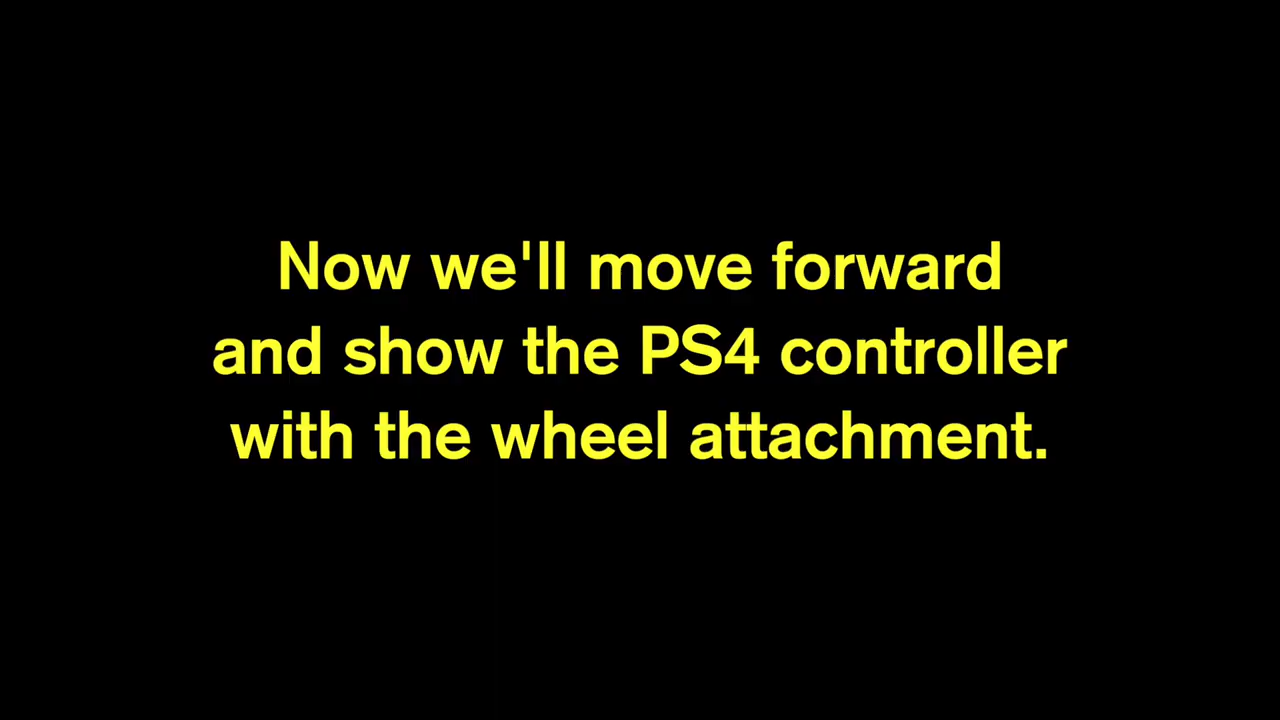 Now we'll move forward
and show the PS4 controller
with the wheel attachment.